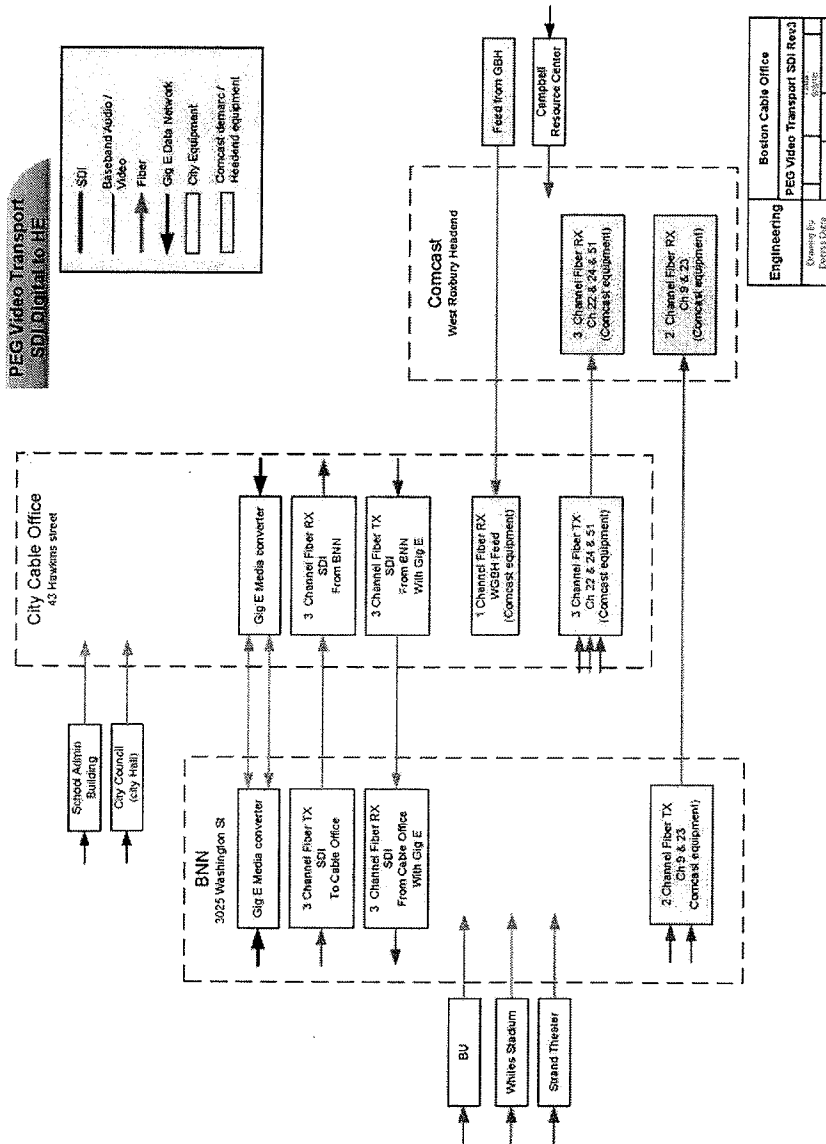 PEG Video Transport
SDI Digital to HE
SDI
Baseband Audio /
Video
Fiber
Gig E Data Network
City Equipment
Comcast demarc /
Headend equipment
School Admin
Building
City Council
(city Hall)
City Cable Office
43 Hawkins street
Gig E Media converter
3 Channel Fiber RX
SDI
From BNN
3 Channel Fiber TX
SDI
From BNN
With Gig E
1 Channel Fiber RX
WGBH Feed
(Comcast equipment)
3 Channel Fiber TX
Ch 22 & 24 & 51
(Comcast equipment)
BNN
3025 Washington St
Gig E Media converter
3 Channel Fiber TX
SDI
To Cable Office
3 Channel Fiber RX
SDI
From Cable Office
With Gig E
2 Channel Fiber TX
Ch 9 & 23
Comcast equipment)
BU
Whites Stadium
Strand Theater
Comcast
West Roxbury Headend
3 Channel Fiber RX
Ch 22 & 24 & 51
(Comcast equipment)
2 Channel Fiber RX
Ch 9 & 23
(Comcast equipment)
Feed from GBH
Campbell
Resource Center
Engineering
Boston Cable Office
PEG Video Transport SDI Rev3
Drawing By